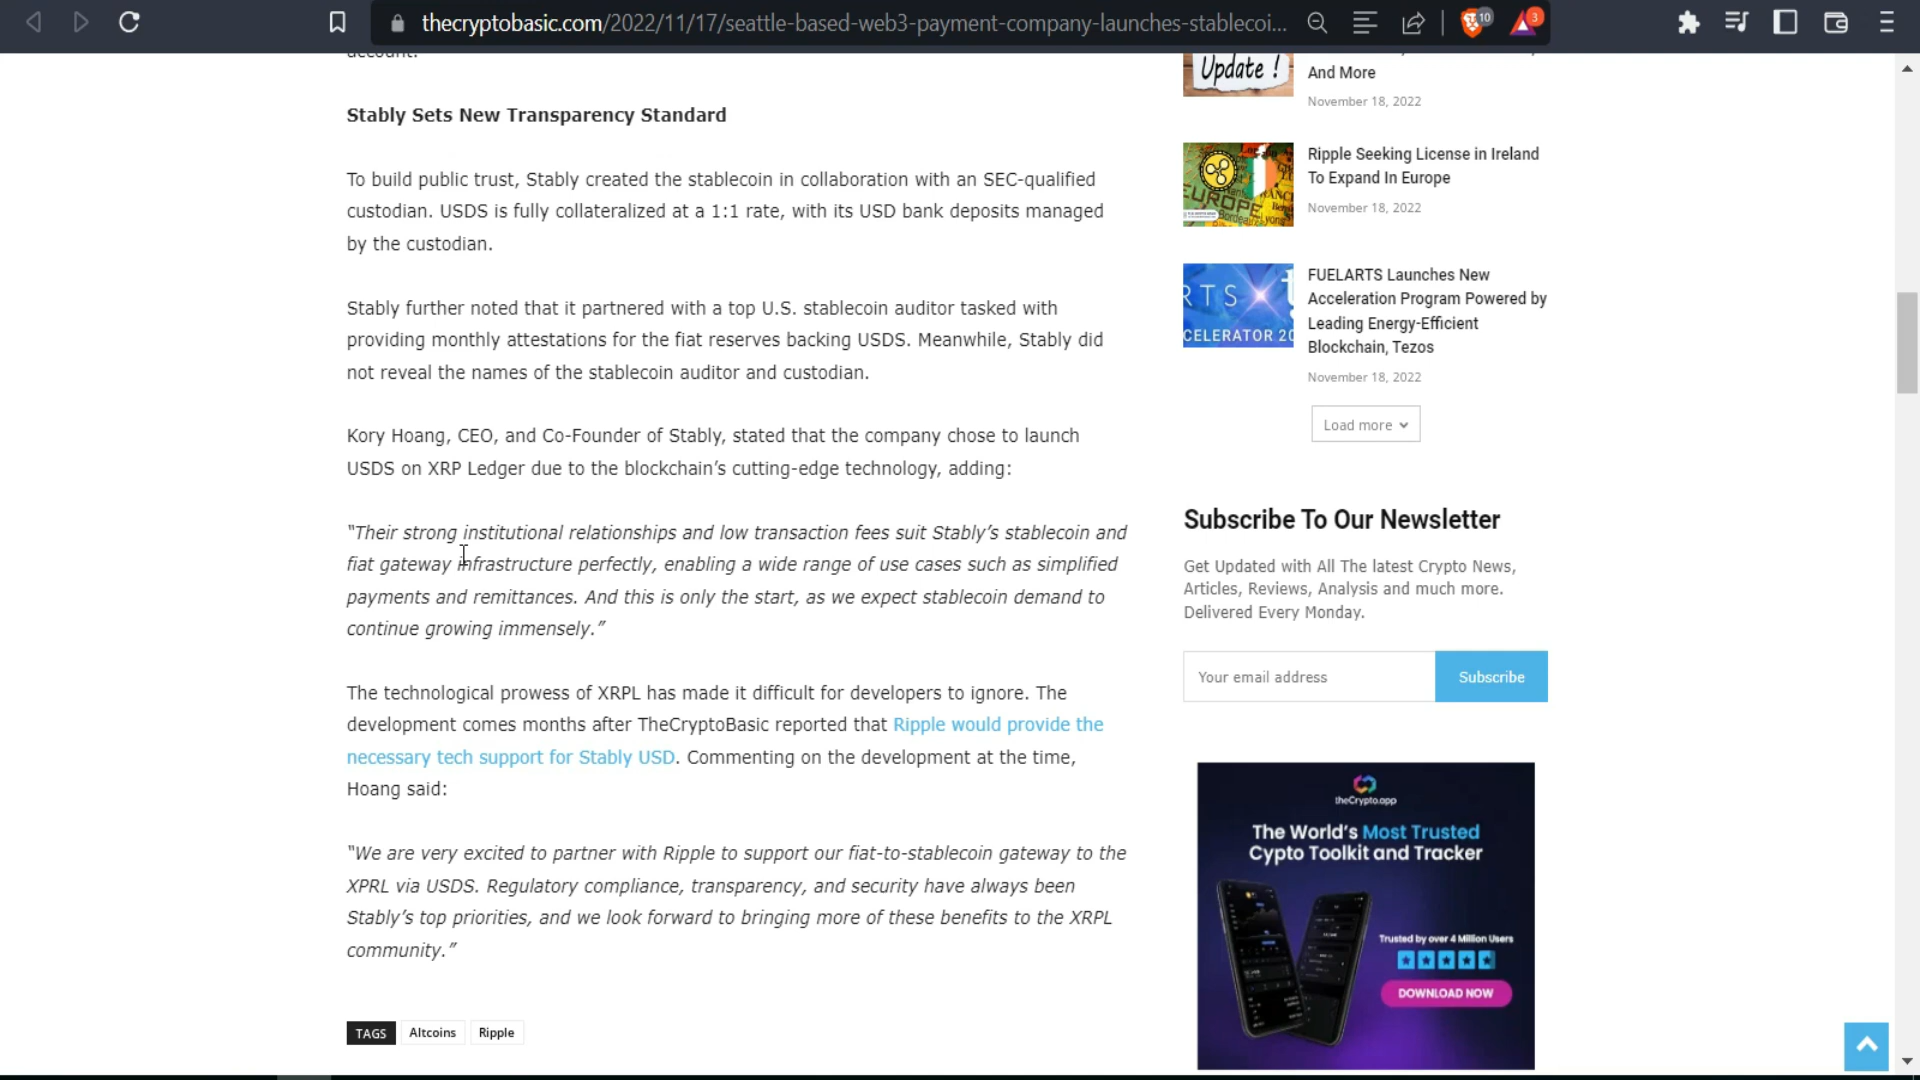 thecryptobasic.com/2022/11/17/seattle-based-web3-payment-company-launches-stablecoi...
10
3
account.
Stably Sets New Transparency Standard
To build public trust, Stably created the stablecoin in collaboration with an SEC-qualified
custodian. USDS is fully collateralized at a 1:1 rate, with its USD bank deposits managed
by the custodian.
Stably further noted that it partnered with a top U.S. stablecoin auditor tasked with
providing monthly attestations for the fiat reserves backing USDS. Meanwhile, Stably did
not reveal the names of the stablecoin auditor and custodian.
Kory Hoang, CEO, and Co-Founder of Stably, stated that the company chose to launch
USDS on XRP Ledger due to the blockchain’s cutting-edge technology, adding:
“Their strong institutional relationships and low transaction fees suit Stably’s stablecoin and
fiat gateway infrastructure perfectly, enabling a wide range of use cases such as simplified
payments and remittances. And this is only the start, as we expect stablecoin demand to
continue growing immensely.”
The technological prowess of XRPL has made it difficult for developers to ignore. The
development comes months after TheCryptoBasic reported that Ripple would provide the
necessary tech support for Stably USD. Commenting on the development at the time,
Hoang said:
“We are very excited to partner with Ripple to support our fiat-to-stablecoin gateway to the
XPRL via USDS. Regulatory compliance, transparency, and security have always been
Stably’s top priorities, and we look forward to bringing more of these benefits to the XRPL
community.”
TAGS
Altcoins
Ripple
Update !
And More
November 18, 2022
EUROPE
Ripple Seeking License in Ireland
To Expand In Europe
November 18, 2022
RTS
CELERATOR 20
FUELARTS Launches New
Acceleration Program Powered by
Leading Energy-Efficient
Blockchain, Tezos
November 18, 2022
Load more
Subscribe To Our Newsletter
Get Updated with All The latest Crypto News,
Articles, Reviews, Analysis and much more.
Delivered Every Monday.
Your email address
Subscribe
theCrypto.app
The World's Most Trusted
Cypto Toolkit and Tracker
Trusted by over 4 Million Users
DOWNLOAD NOW